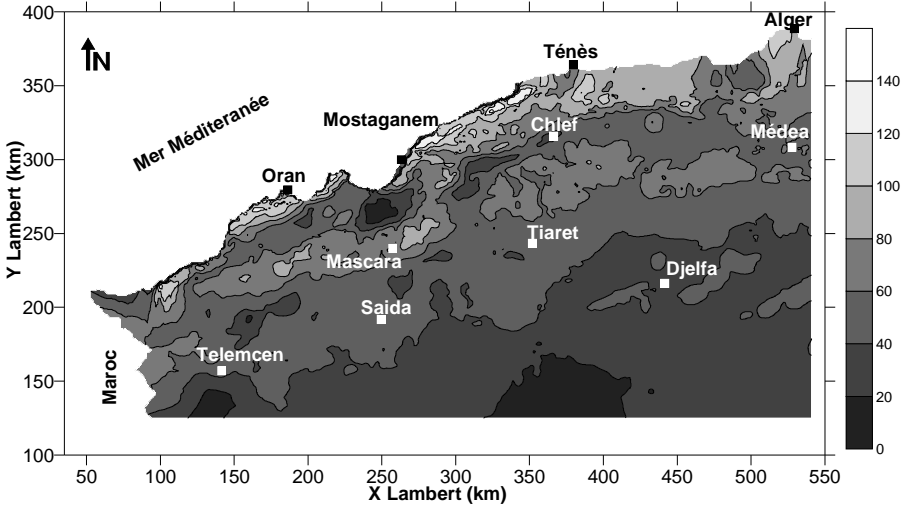 400
350
300
250
200
150
100
Y Lambert (km)
N
Mer Méditeranée
Alger
Ténès
Mostaganem
Chlef
Médea
Oran
Tiaret
Mascara
Djelfa
Saida
Telemcen
Maroc
50
100
150
200
250
300
350
400
450
500
550
X Lambert (km)
140
120
100
80
60
40
20
0